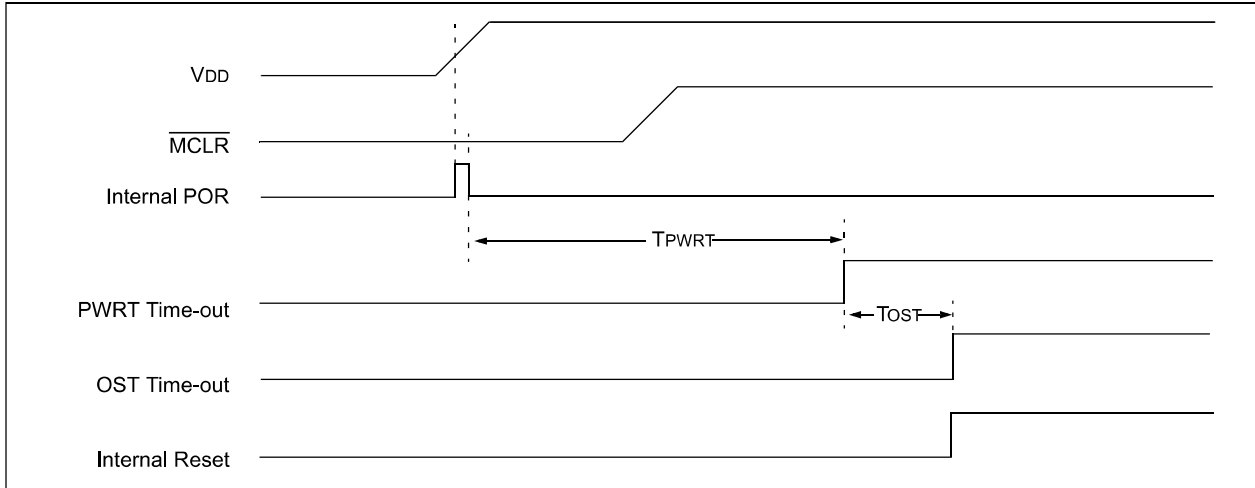 VDD
MCLR
Internal POR
TPWRT
PWRT Time-out
TOST
OST Time-out
Internal Reset